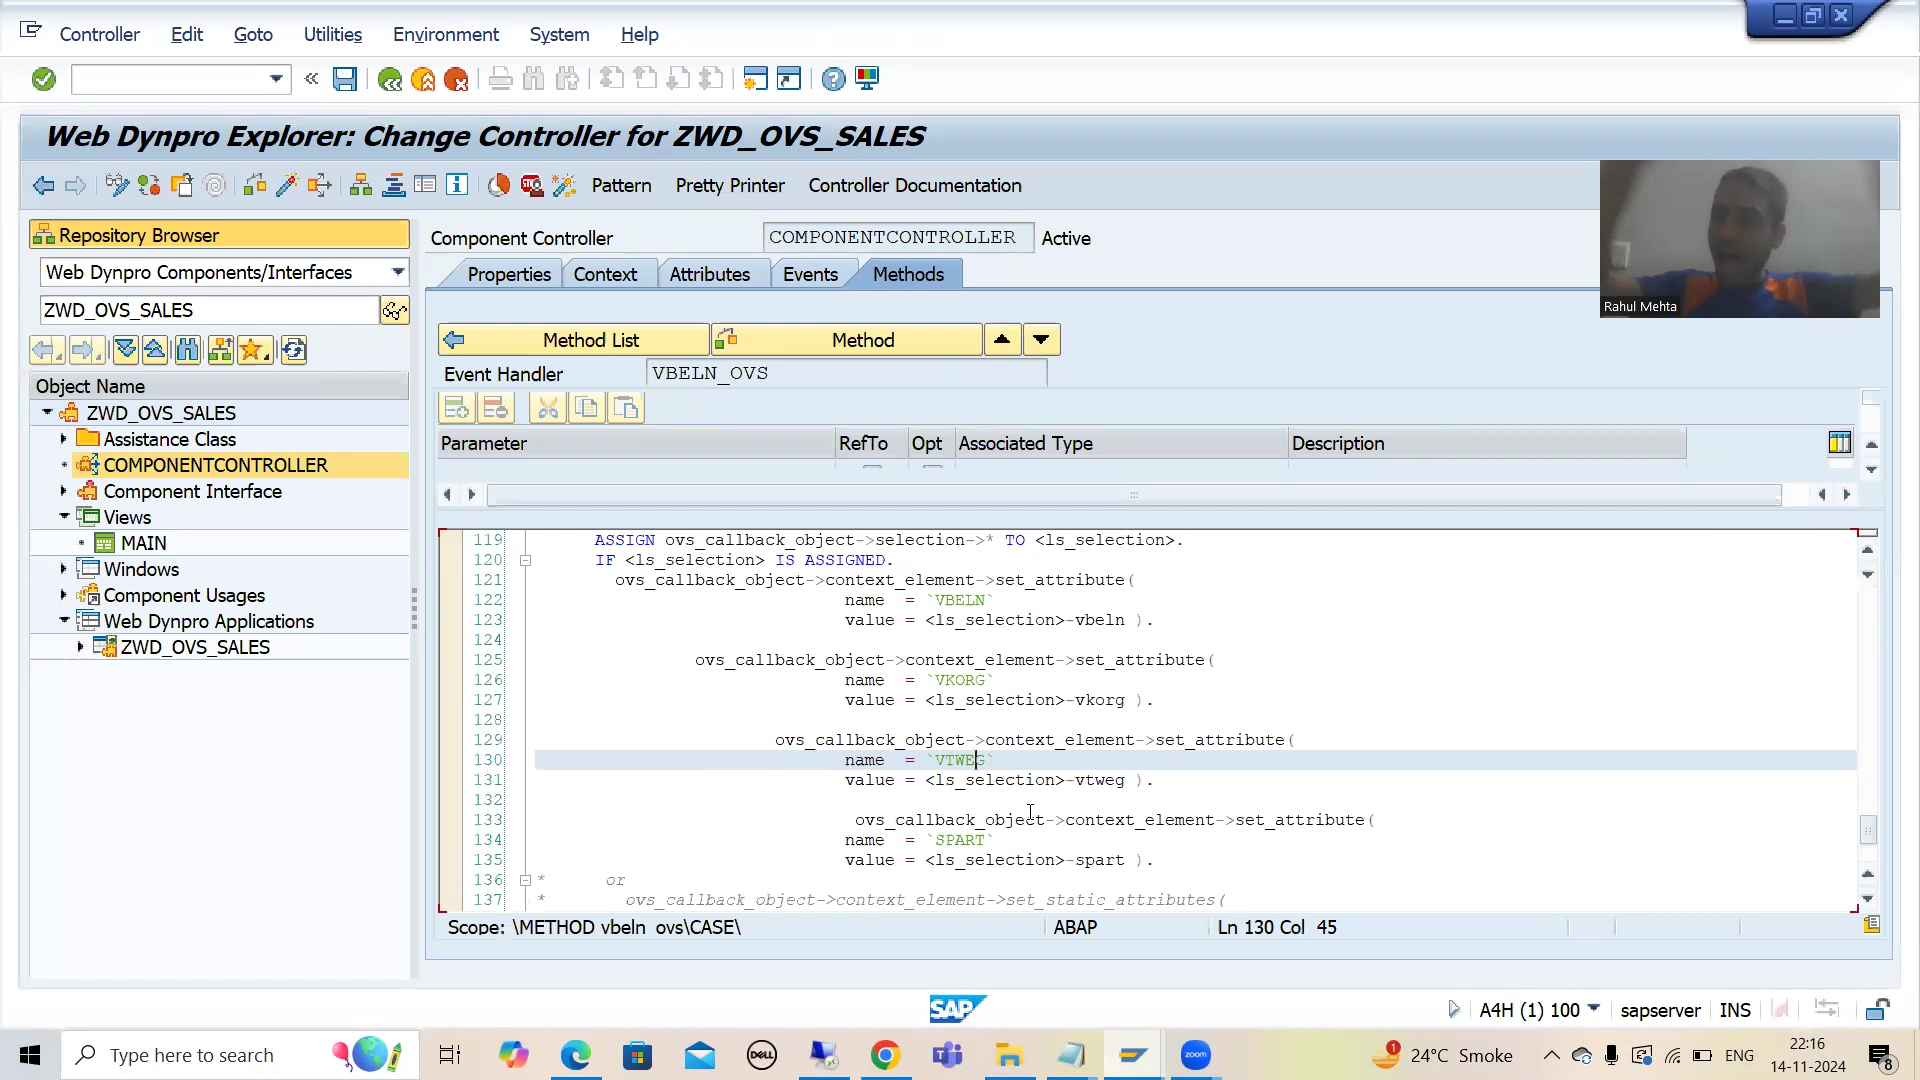 Controller Edit Goto Utilities Environment System Help
Web Dynpro Explorer: Change Controller for ZWD_OVS_SALES
Pattern Pretty Printer Controller Documentation
Rahul Mehta
Repository Browser
Web Dynpro Components/Interfaces
ZWD_OVS_SALES
Object Name
ZWD_OVS_SALES
Assistance Class
COMPONENTCONTROLLER
Component Interface
Views
MAIN
Windows
Component Usages
Web Dynpro Applications
ZWD_OVS_SALES
Component Controller COMPONENTCONTROLLER Active
Properties Context Attributes Events Methods
Method List Method
Event Handler VBELN_OVS
Parameter RefTo Opt Associated Type Description
119 ASSIGN ovs_callback_object->selection->* TO <ls_selection>.
120 IF <ls_selection> IS ASSIGNED.
121 ovs_callback_object->context_element->set_attribute(
122 name = `VBELN`
123 value = <ls_selection>-vbeln ).
124
125 ovs_callback_object->context_element->set_attribute(
126 name = `VKORG`
127 value = <ls_selection>-vkorg ).
128
129 ovs_callback_object->context_element->set_attribute(
130 name = `VTWEG`
131 value = <ls_selection>-vtweg ).
132
133 ovs_callback_object->context_element->set_attribute(
134 name = `SPART`
135 value = <ls_selection>-spart ).
136 * or
137 * ovs_callback_object->context_element->set_static_attributes(
Scope: \METHOD vbeln_ovs\CASE\ ABAP Ln 130 Col 45
SAP
A4H (1) 100 sapserver INS
Type here to search
DELL
zoom
1
24°C Smoke
ENG
22:16
14-11-2024
8